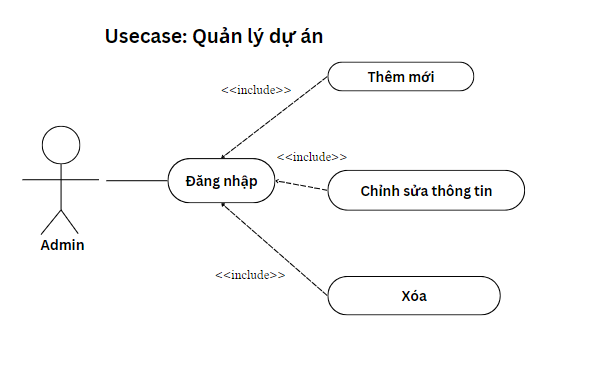 Usecase: Quản lý dự án
Thêm mới
<<include>>
<<include>>
Đăng nhập
Chỉnh sửa thông tin
Admin
<<include>>
Xóa